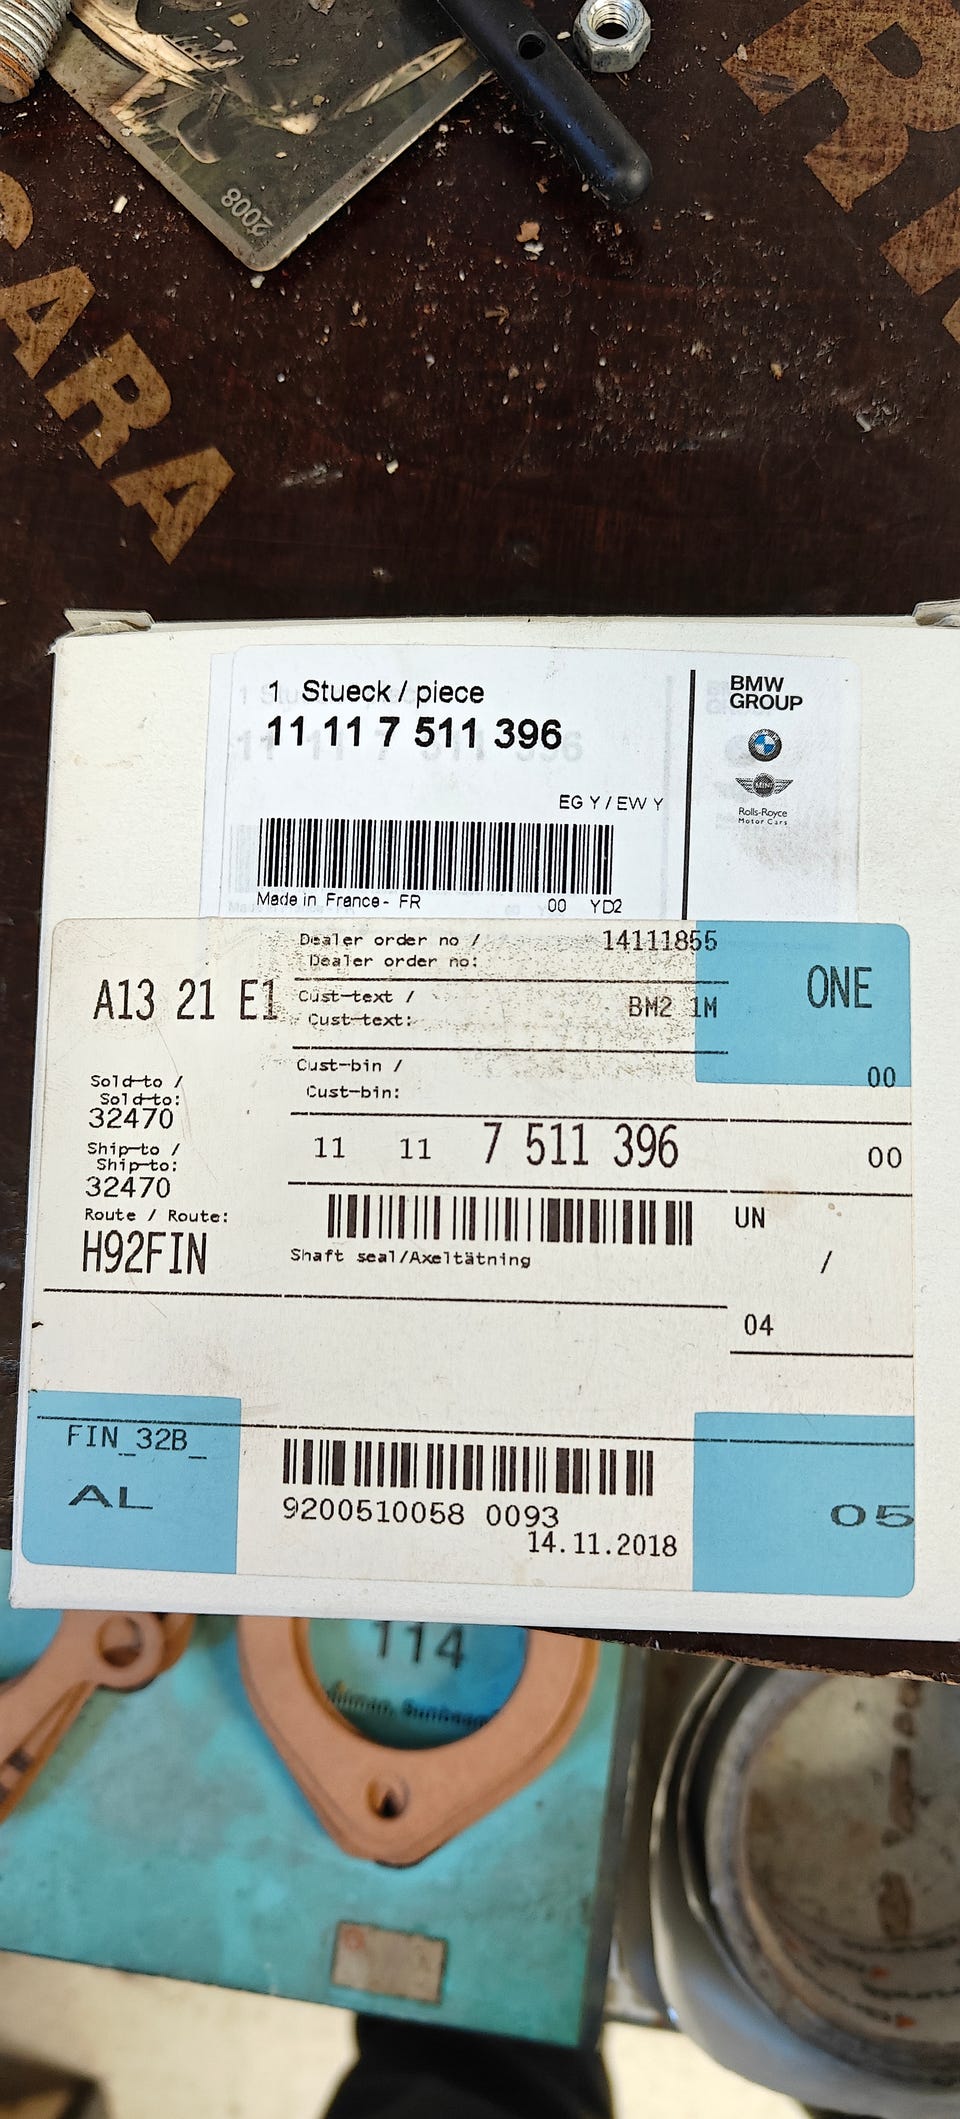 2008
ARA
1 Stueck / piece
11 11 7 511 396
EG Y / EW Y
Made in France - FR 00 YD2
BMW
GROUP
MINI
Rolls-Royce
Motor Cars
A13 21 E1
Dealer order no /
Dealer order no:
14111855
ONE
Cust-text /
Cust-text:
BM2 1M
Cust-bin /
Cust-bin:
00
Sold-to /
Sold-to:
32470
Ship-to /
Ship-to:
32470
Route / Route:
H92FIN
11 11 7 511 396
00
UN
/
Shaft seal/Axeltätning
04
FIN_32B_
AL
9200510058 0093
14.11.2018
05
114